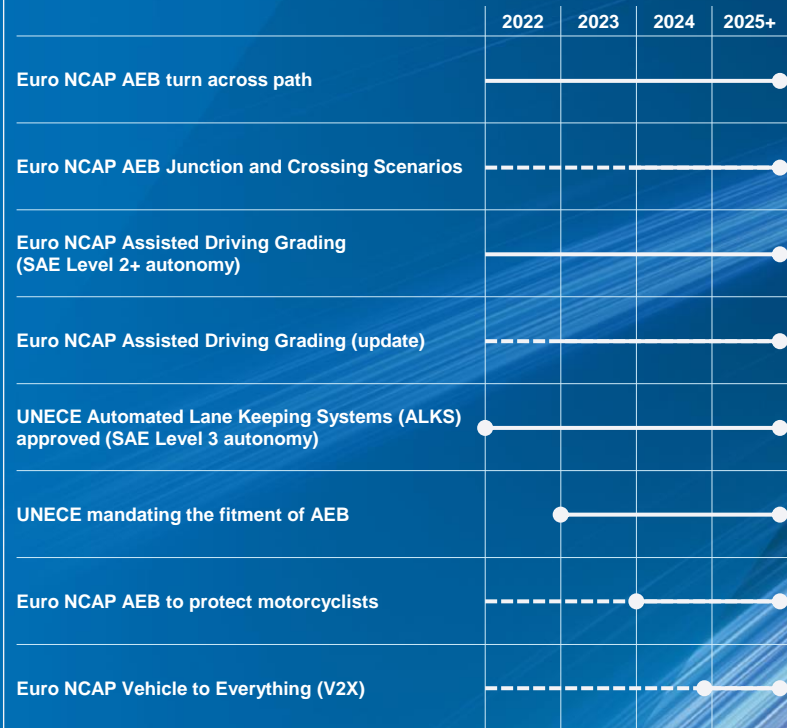 2022 2023 2024 2025+
Euro NCAP AEB turn across path
Euro NCAP AEB Junction and Crossing Scenarios
Euro NCAP Assisted Driving Grading
(SAE Level 2+ autonomy)
Euro NCAP Assisted Driving Grading (update)
UNECE Automated Lane Keeping Systems (ALKS)
approved (SAE Level 3 autonomy)
UNECE mandating the fitment of AEB
Euro NCAP AEB to protect motorcyclists
Euro NCAP Vehicle to Everything (V2X)